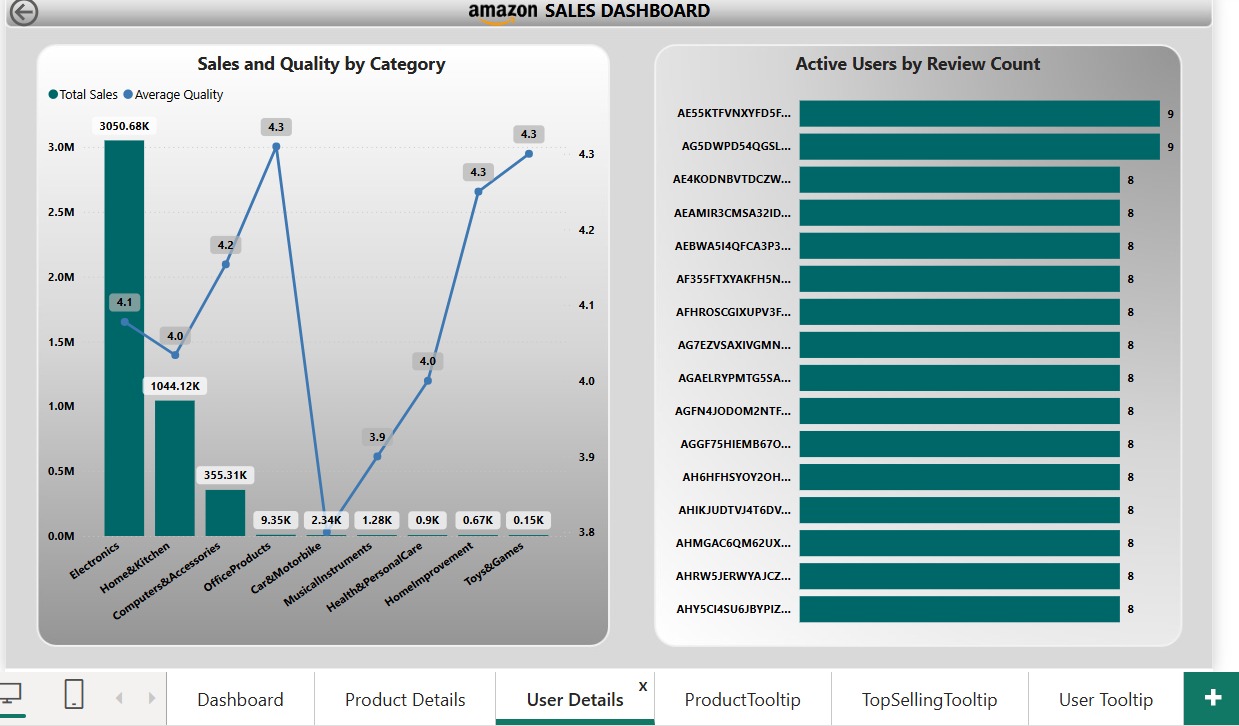 amazon SALES DASHBOARD
Sales and Quality by Category
Total Sales Average Quality
3050.68K
4.1
4.0
1044.12K
4.2
355.31K
4.3
9.35K
2.34K
3.9
1.28K
4.0
0.9K
4.3
0.67K
4.3
0.15K
3.0M
2.5M
2.0M
1.5M
1.0M
0.5M
0.0M
4.3
4.2
4.1
4.0
3.9
3.8
Electronics
Home&Kitchen
Computers&Accessories
OfficeProducts
Car&Motorbike
MusicalInstruments
Health&PersonalCare
HomeImprovement
Toys&Games
Active Users by Review Count
AE55KTFVNXYFD5F... 9
AG5DWPD54QGSL... 9
AE4KODNBVTDCZW... 8
AEAMIR3CMSA32ID... 8
AEBWA5I4QFCA3P3... 8
AF355FTXYAKFH5N... 8
AFHROSCGIXUPV3F... 8
AG7EZVSAXIVGMN... 8
AGAELRYPMTG5SA... 8
AGFN4JODOM2NTF... 8
AGGF75HIEMB67O... 8
AH6HFHSYOY2OH... 8
AHIKJUDTVJ4T6DV... 8
AHMGAC6QM62UX... 8
AHRW5JERWYAJCZ... 8
AHY5CI4SU6JBYPIZ... 8
Dashboard
Product Details
User Details x
ProductTooltip
TopSellingTooltip
User Tooltip
+